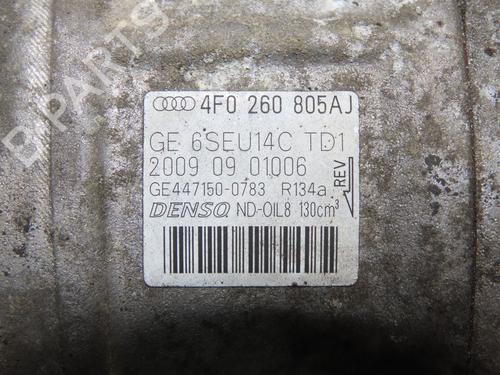 4F0 260 805AJ
GE 6SEU14C TD1
2009 09 01006
GE447150-0783 R134a
REV
DENSO ND-OIL8 130cm³
B-PARTS